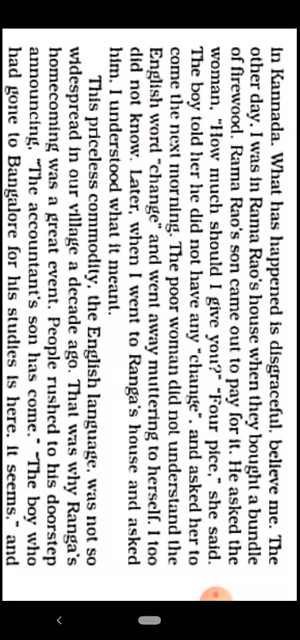 in Kannada. What has happened is disgraceful, believe me. The
other day, I was in Rama Rao's house when they bought a bundle
of firewood. Rama Rao's son came out to pay for it. He asked the
woman, "How much should I give you?" "Four pice," she said.
The boy told her he did not have any "change", and asked her to
come the next morning. The poor woman did not understand the
English word "change" and went away muttering to herself. I too
did not know. Later, when I went to Ranga's house and asked
him, I understood what it meant.
This priceless commodity, the English language, was not so
widespread in our village a decade ago. That was why Ranga's
homecoming was a great event. People rushed to his doorstep
announcing, "The accountant's son has come," "The boy who
had gone to Bangalore for his studies is here, it seems," and